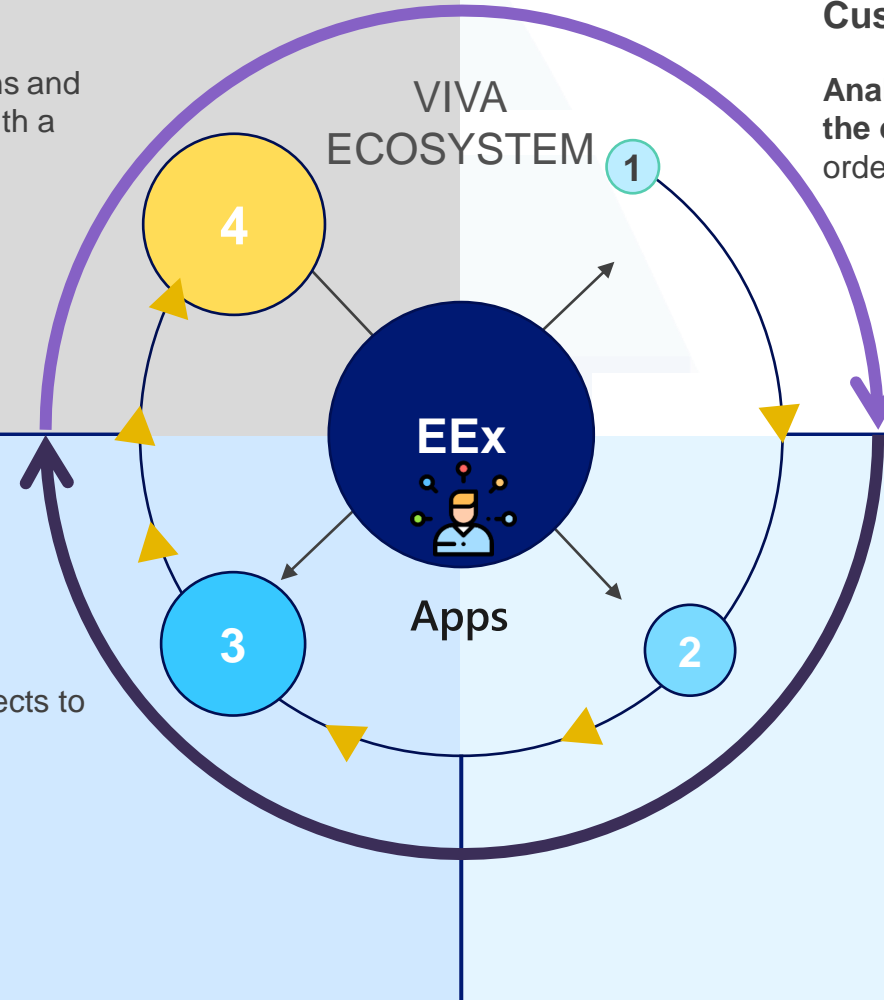 Cus
ns and
th a
Ana
the
orde
VIVA
ECOSYSTEM
1
4
EEx
Apps
3
2
ects to